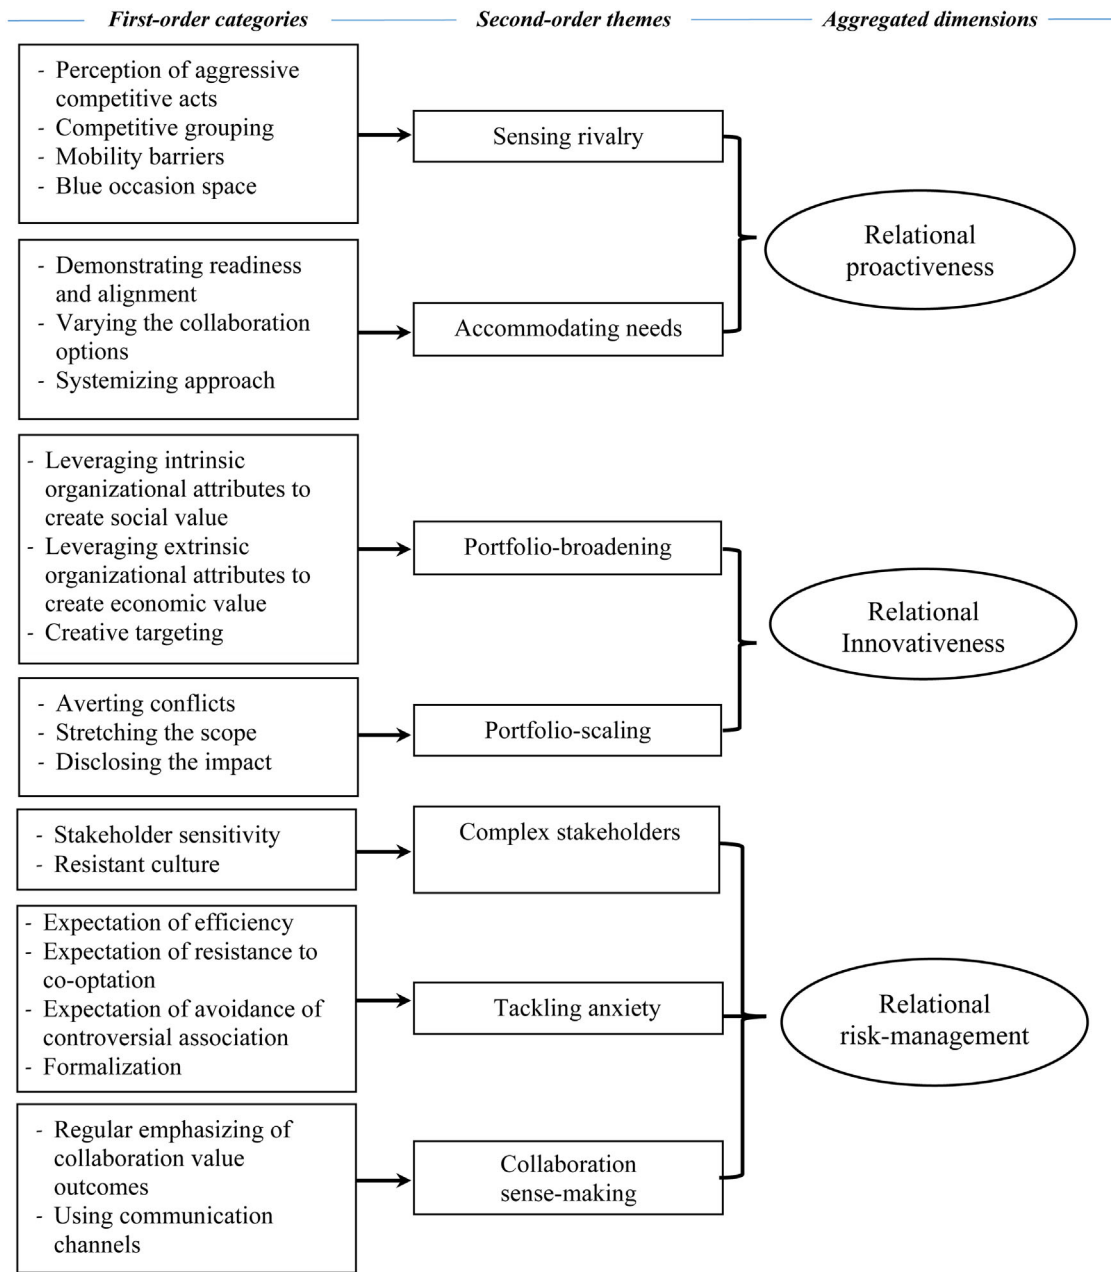 First-order categories
Second-order themes
Aggregated dimensions
- Perception of aggressive
competitive acts
- Competitive grouping
- Mobility barriers
- Blue occasion space
Sensing rivalry
Relational
proactiveness
- Demonstrating readiness
and alignment
- Varying the collaboration
options
- Systemizing approach
Accommodating needs
- Leveraging intrinsic
organizational attributes to
create social value
- Leveraging extrinsic
organizational attributes to
create economic value
- Creative targeting
Portfolio-broadening
Relational
Innovativeness
- Averting conflicts
- Stretching the scope
- Disclosing the impact
Portfolio-scaling
- Stakeholder sensitivity
- Resistant culture
Complex stakeholders
- Expectation of efficiency
- Expectation of resistance to
co-optation
- Expectation of avoidance of
controversial association
- Formalization
Tackling anxiety
Relational
risk-management
- Regular emphasizing of
collaboration value
outcomes
- Using communication
channels
Collaboration
sense-making